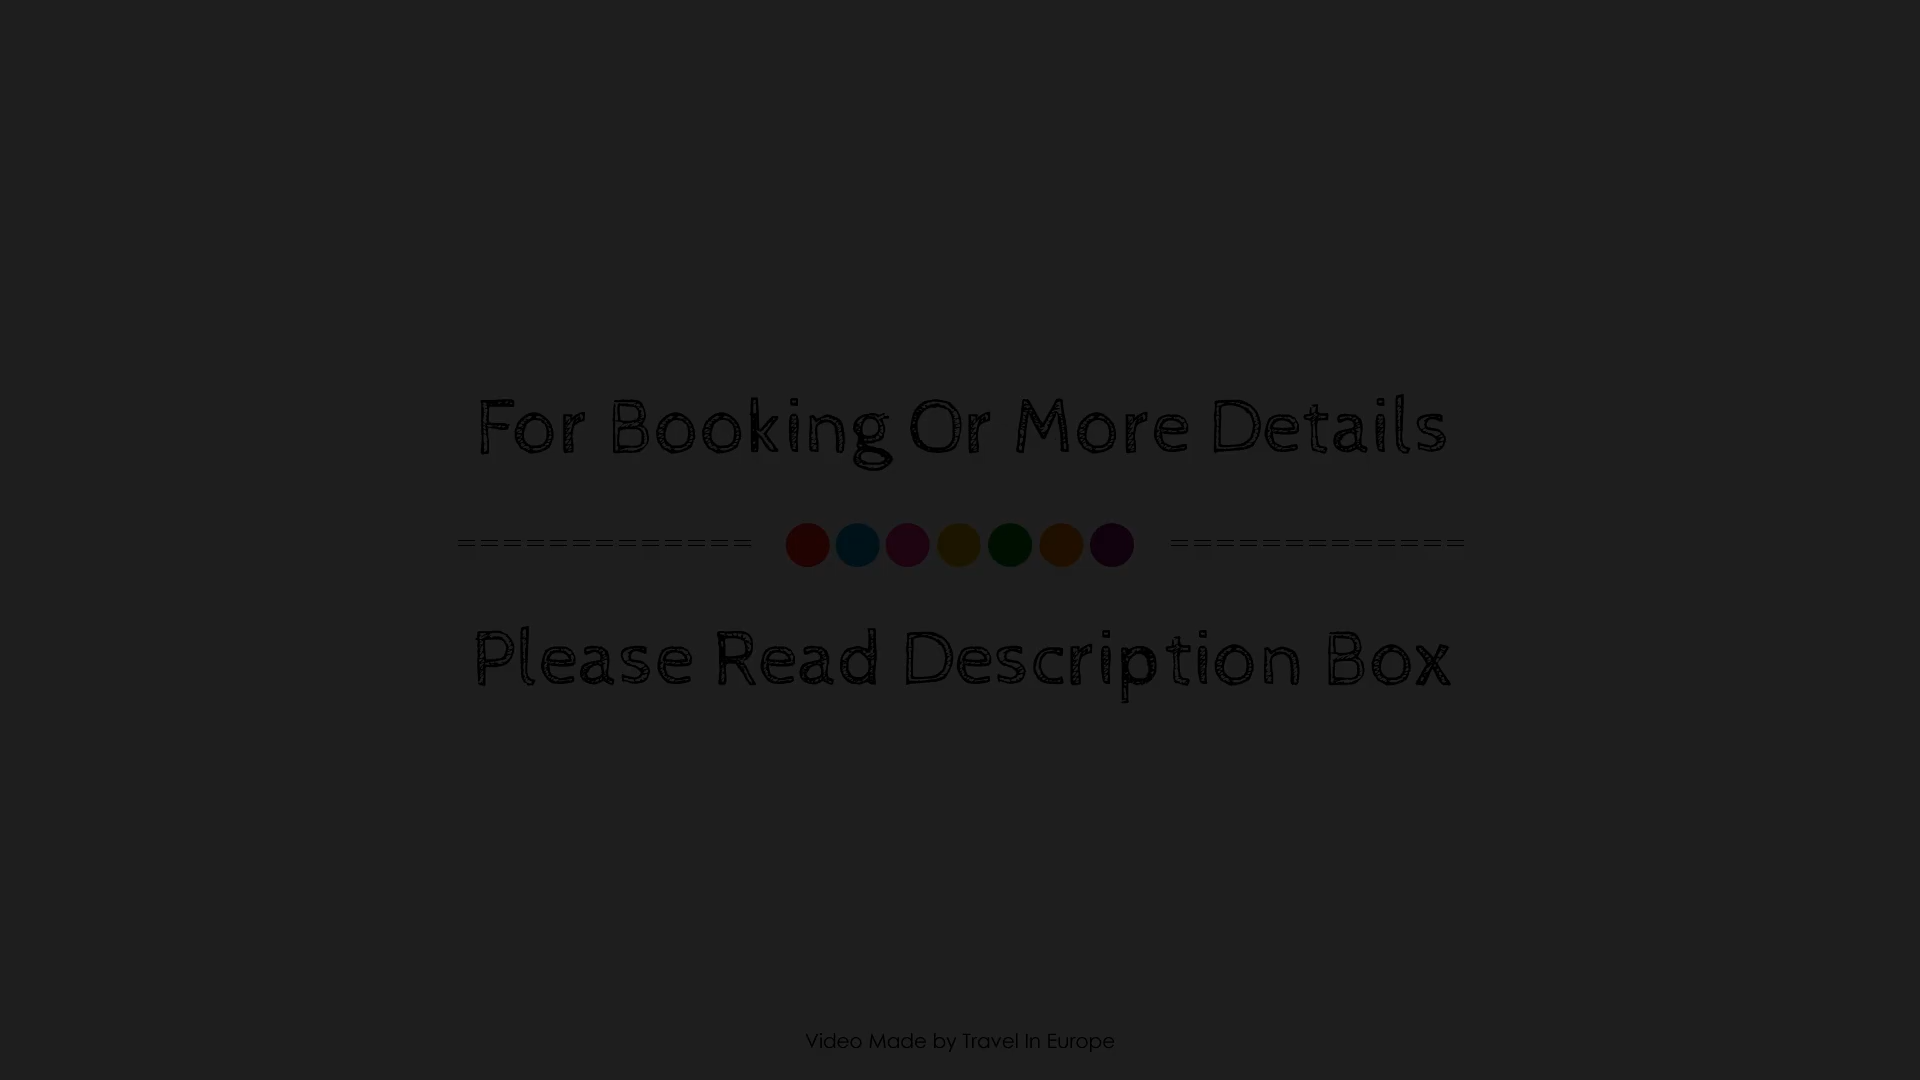 For Booking Or More Details
============= =============
Please Read Description Box
Video Made by Travel In Europe